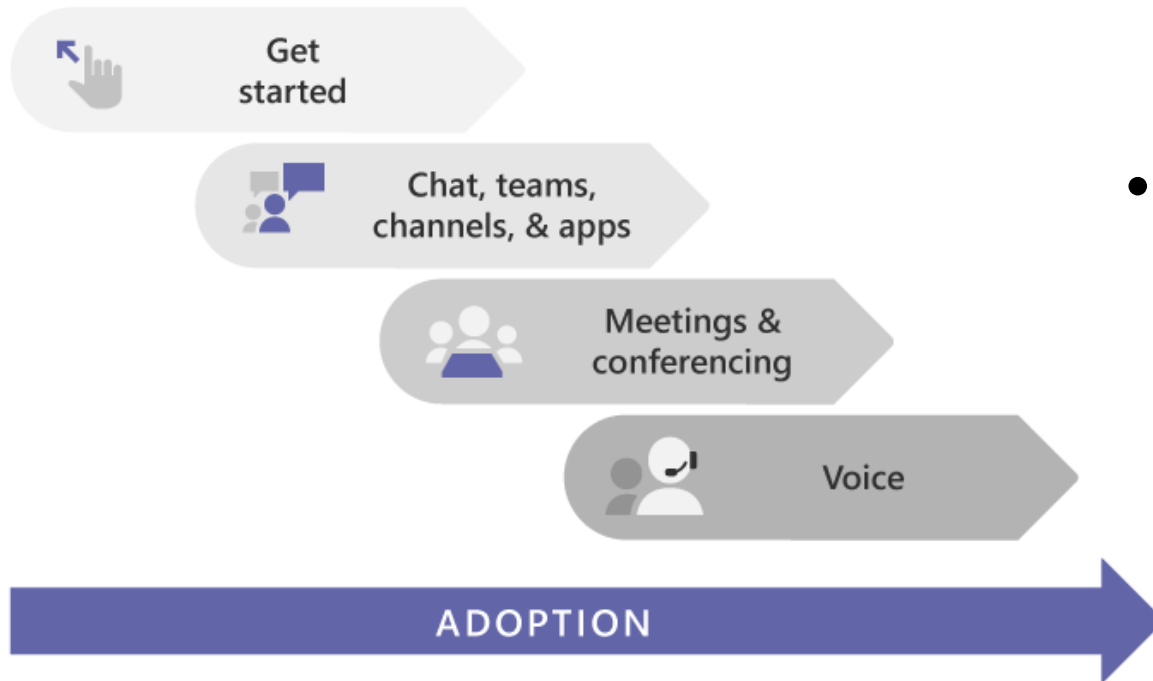 Get
started
Chat, teams,
channels, & apps
Meetings &
conferencing
Voice
ADOPTION